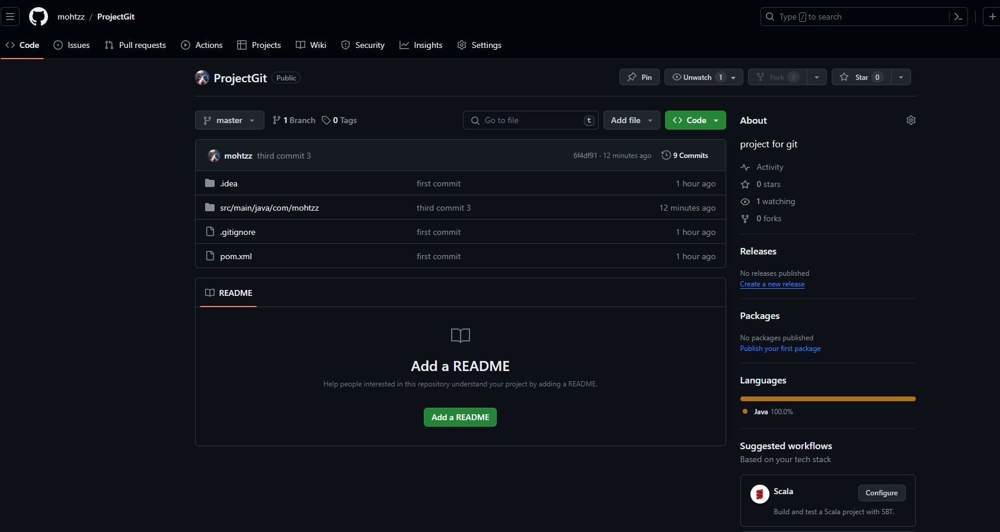 mohtzz / ProjectGit
Type / to search
Code Issues Pull requests Actions Projects Wiki Security Insights Settings
ProjectGit Public
Pin Unwatch 1 Fork 0 Star 0
master 1 Branch 0 Tags
Go to file t Add file Code
mohtzz third commit 3 6f4df91 · 12 minutes ago 9 Commits
.idea first commit 1 hour ago
src/main/java/com/mohtzz third commit 3 12 minutes ago
.gitignore first commit 1 hour ago
pom.xml first commit 1 hour ago
README
Add a README
Help people interested in this repository understand your project by adding a README.
Add a README
About
project for git
Activity
0 stars
1 watching
0 forks
Releases
No releases published
Create a new release
Packages
No packages published
Publish your first package
Languages
Java 100.0%
Suggested workflows
Based on your tech stack
Scala Configure
Build and test a Scala project with SBT.